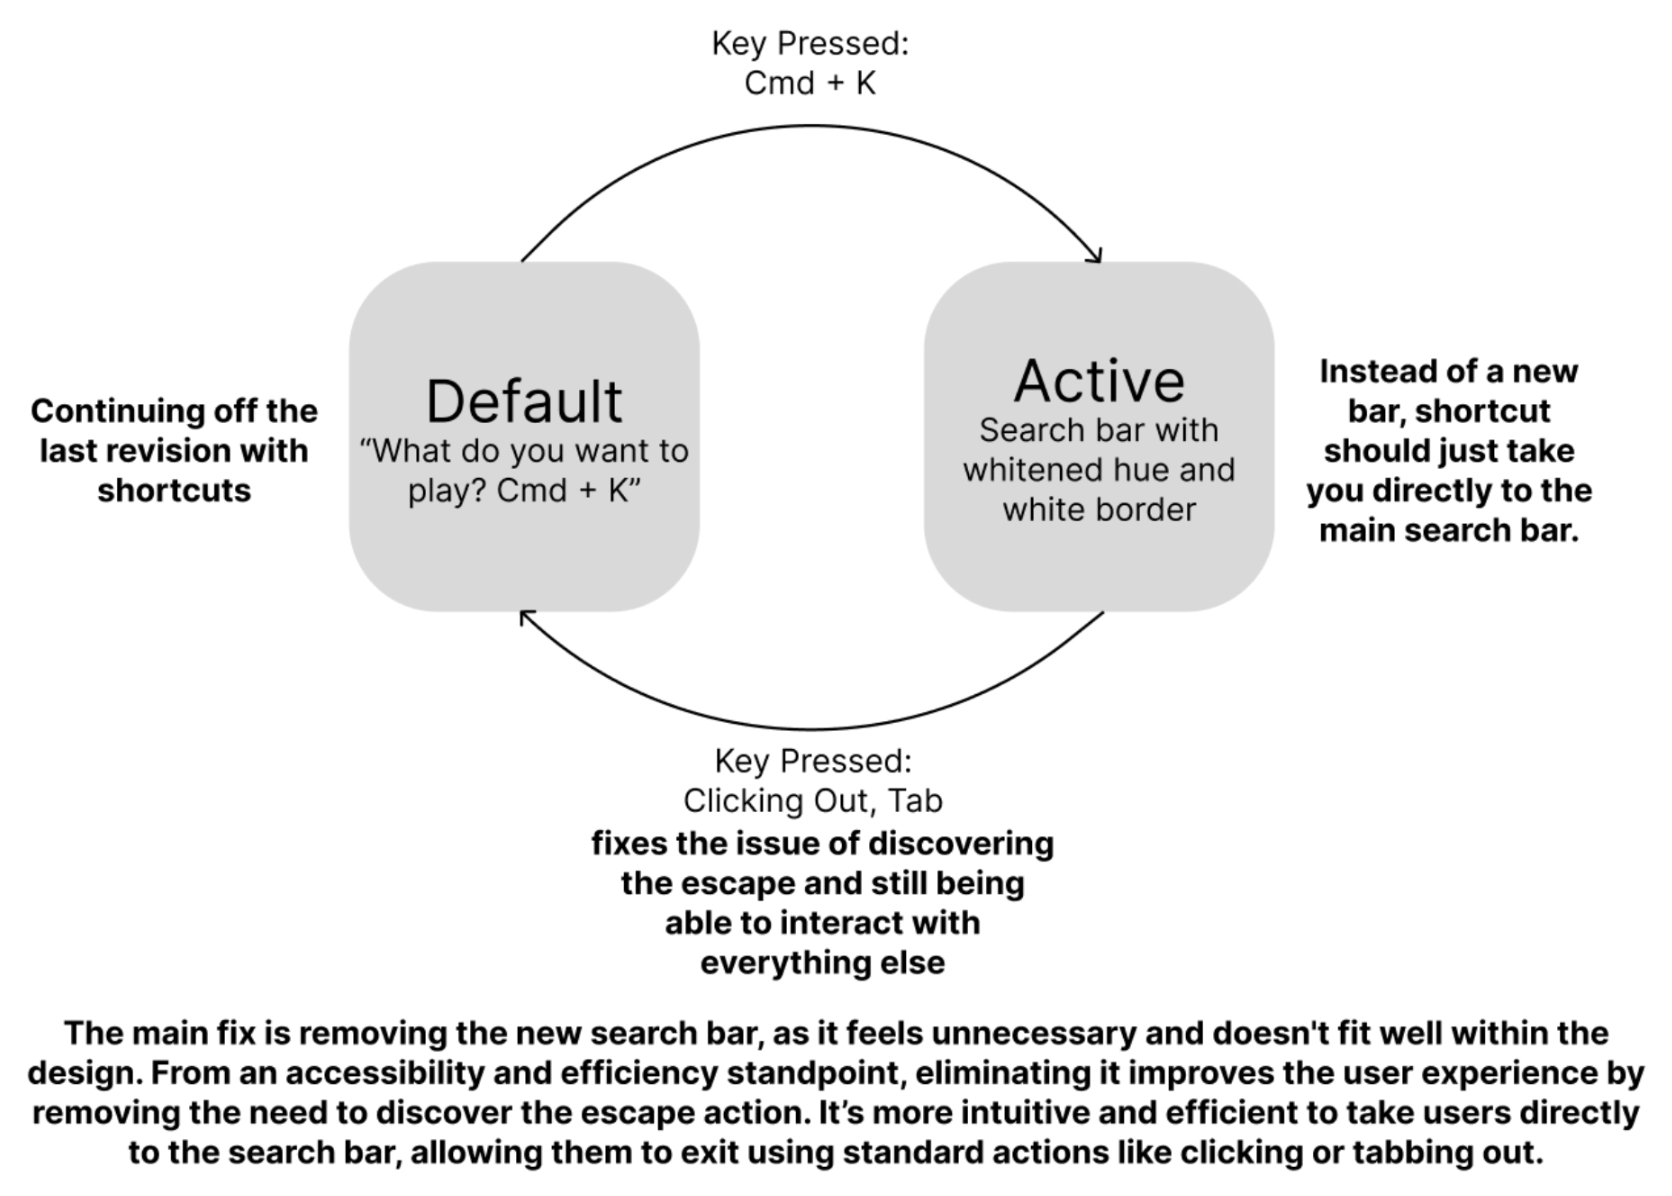 Key Pressed:
Cmd + K
Continuing off the
last revision with
shortcuts
Default
“What do you want to
play? Cmd + K”
Active
Search bar with
whitened hue and
white border
Instead of a new
bar, shortcut
should just take
you directly to the
main search bar.
Key Pressed:
Clicking Out, Tab
fixes the issue of discovering
the escape and still being
able to interact with
everything else
The main fix is removing the new search bar, as it feels unnecessary and doesn't fit well within the
design. From an accessibility and efficiency standpoint, eliminating it improves the user experience by
removing the need to discover the escape action. It’s more intuitive and efficient to take users directly
to the search bar, allowing them to exit using standard actions like clicking or tabbing out.